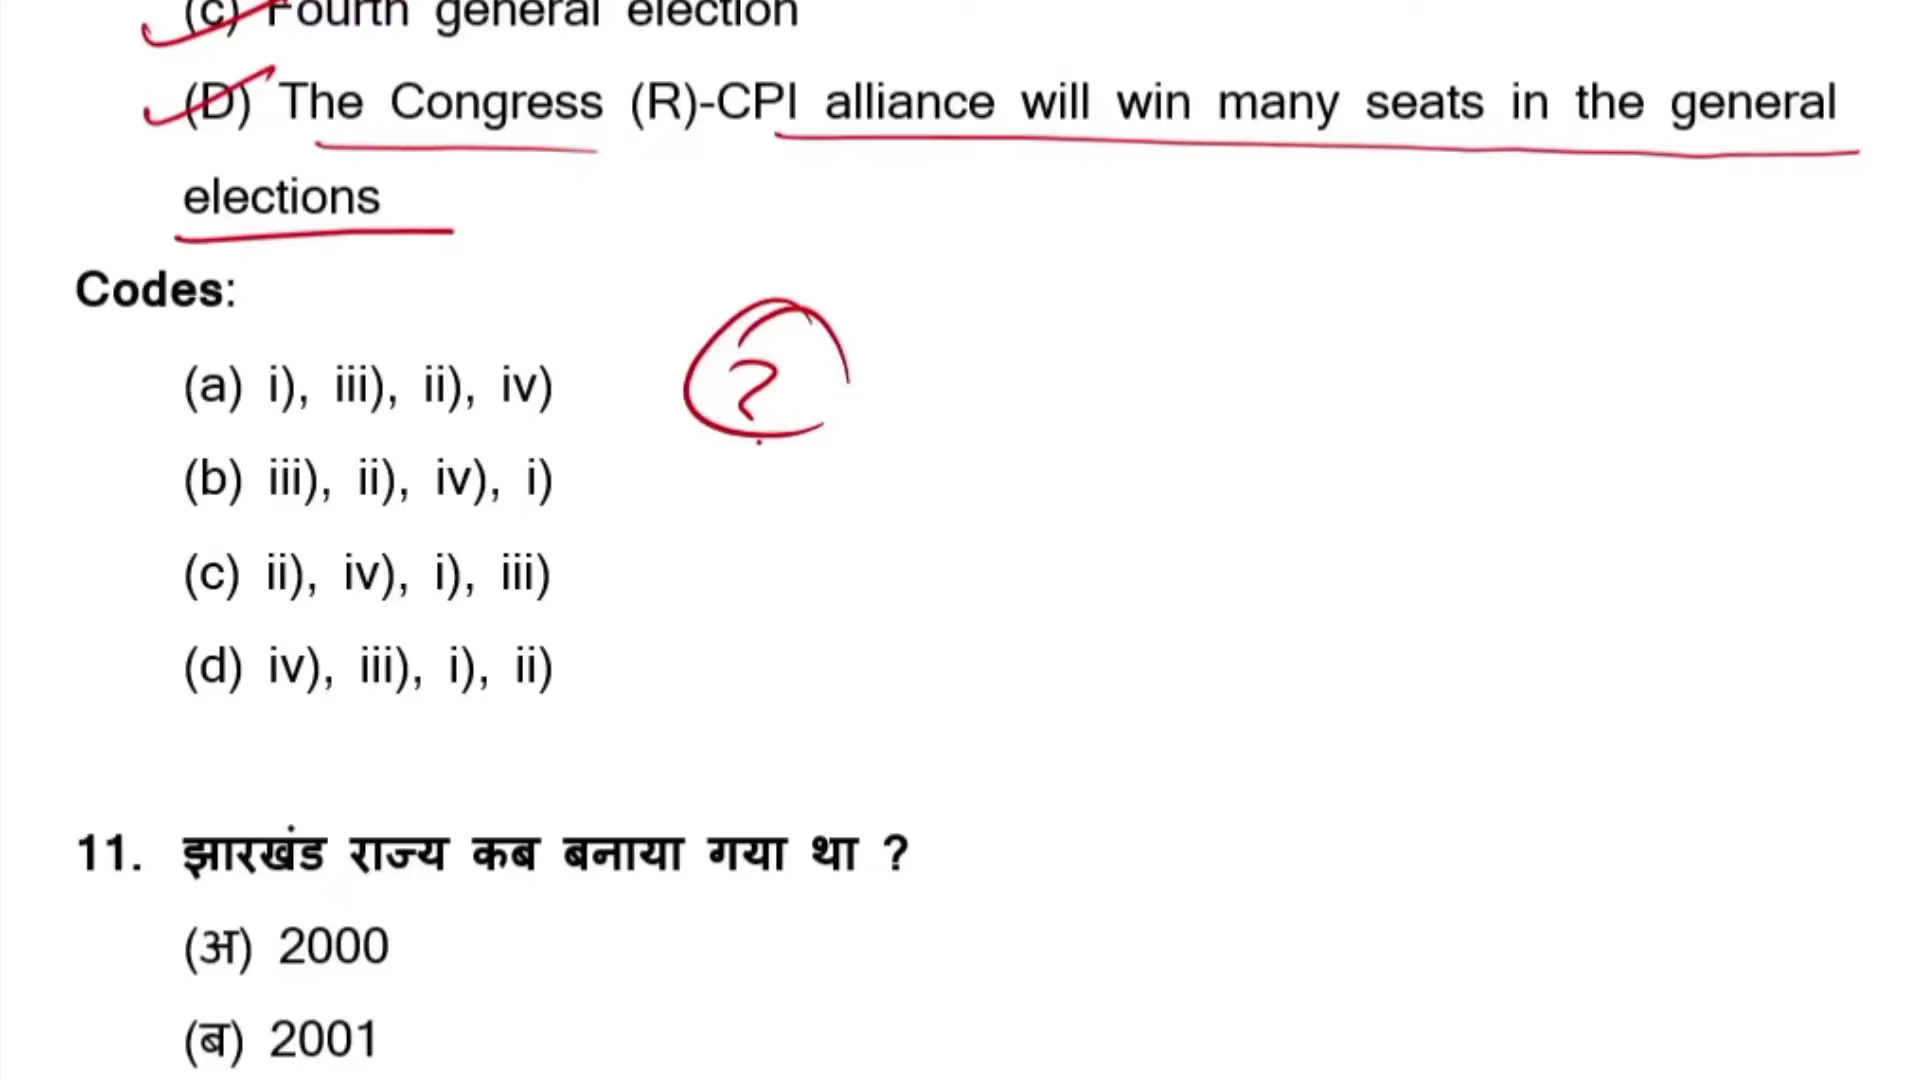 (C) Fourth general election
(D) The Congress (R)-CPI alliance will win many seats in the general
elections
Codes:
(a) i), iii), ii), iv)
?
(b) iii), ii), iv), i)
(c) ii), iv), i), iii)
(d) iv), iii), i), ii)
11. झारखंड राज्य कब बनाया गया था ?
(अ) 2000
(ब) 2001